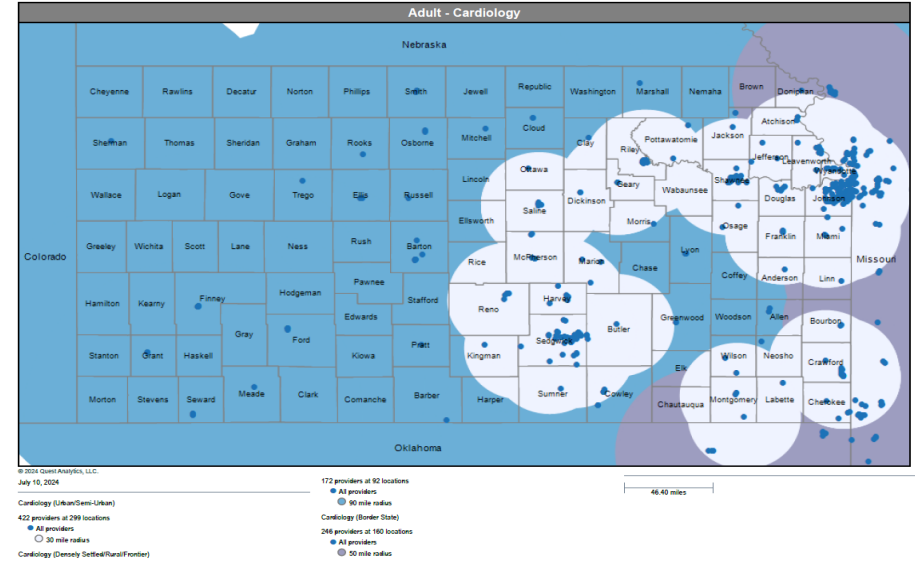 Adult - Cardiology
Nebraska
Cheyenne Rawlins Decatur Norton Phillips Smith Jewell Republic Washington Marshall Nemaha Brown Doniphan
Sherman Thomas Sheridan Graham Rooks Osborne Mitchell Cloud Clay Riley Pottawatomie Jackson Atchison
Jefferson Leavenworth
Wallace Logan Gove Trego Ellis Russell Lincoln Ottawa Geary Wabaunsee Shawnee Wyandotte
Saline Dickinson Douglas Johnson
Ellsworth Morris Osage
Colorado Greeley Wichita Scott Lane Ness Rush Barton Rice McPherson Marion Chase Lyon Franklin Miami Missouri
Hamilton Kearny Finney Hodgeman Pawnee Stafford Reno Harvey Coffey Anderson Linn
Gray Ford Edwards Sedgwick Butler Greenwood Woodson Allen Bourbon
Stanton Grant Haskell Kiowa Pratt Kingman Elk Wilson Neosho Crawford
Morton Stevens Seward Meade Clark Comanche Barber Harper Sumner Cowley Chautauqua Montgomery Labette Cherokee
Oklahoma
© 2024 Quest Analytics, LLC.
July 10, 2024
Cardiology (Urban/Semi-Urban)
422 providers at 299 locations
All providers
30 mile radius
Cardiology (Densely Settled/Rural/Frontier)
172 providers at 92 locations
All providers
90 mile radius
Cardiology (Border State)
246 providers at 160 locations
All providers
50 mile radius
46.40 miles